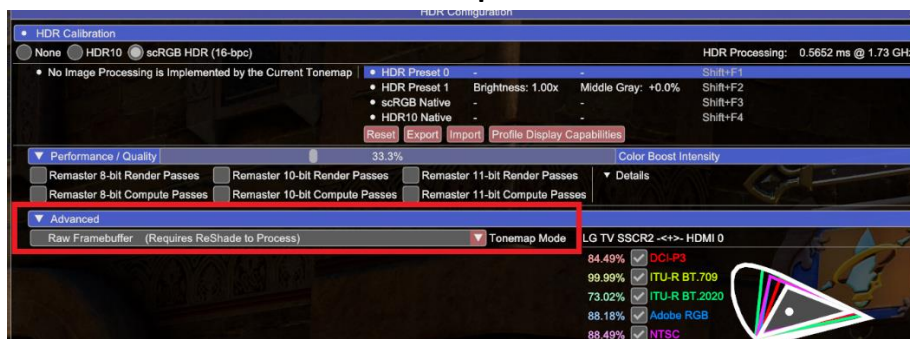 HDR Configuration
HDR Calibration
None HDR10 scRGB HDR (16-bpc) HDR Processing: 0.5652 ms @ 1.73 GHz
No Image Processing is Implemented by the Current Tonemap HDR Preset 0 - - Shift+F1
HDR Preset 1 Brightness: 1.00x Middle Gray: +0.0% Shift+F2
scRGB Native - - Shift+F3
HDR10 Native - - Shift+F4
Reset Export Import Profile Display Capabilities
Performance / Quality 33.3% Color Boost Intensity
Remaster 8-bit Render Passes Remaster 10-bit Render Passes Remaster 11-bit Render Passes Details
Remaster 8-bit Compute Passes Remaster 10-bit Compute Passes Remaster 11-bit Compute Passes
Advanced
Raw Framebuffer (Requires ReShade to Process) Tonemap Mode LG TV SSCR2 -<+>- HDMI 0
84.49% DCI-P3
99.99% ITU-R BT.709
73.02% ITU-R BT.2020
88.18% Adobe RGB
88.49% NTSC